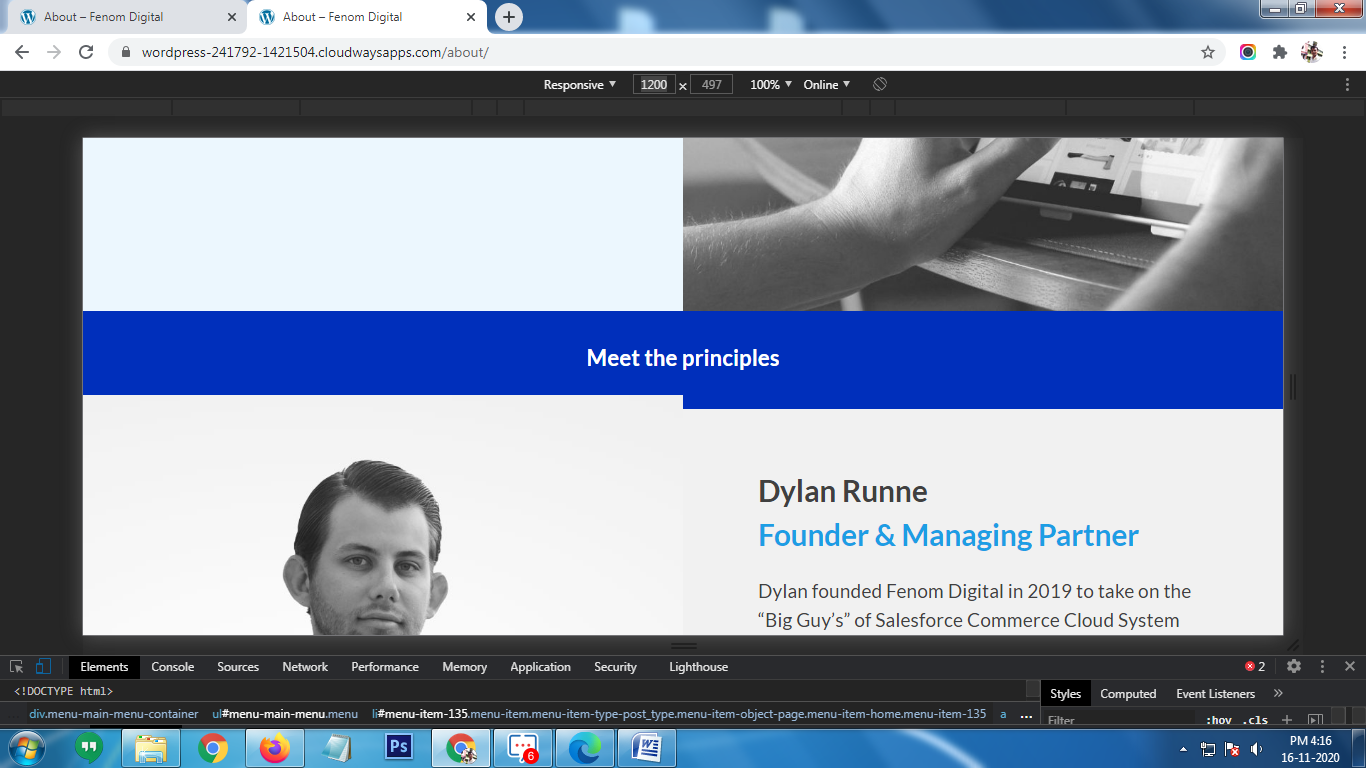 About – Fenom Digital
About – Fenom Digital
wordpress-241792-1421504.cloudwaysapps.com/about/
Responsive 1200 × 497 100% Online
Meet the principles
Dylan Runne
Founder & Managing Partner
Dylan founded Fenom Digital in 2019 to take on the
“Big Guy’s” of Salesforce Commerce Cloud System
Elements Console Sources Network Performance Memory Application Security Lighthouse 2
<!DOCTYPE html>
div.menu-main-menu-container ul#menu-main-menu.menu li#menu-item-135.menu-item.menu-item-type-post_type.menu-item-object-page.menu-item-home.menu-item-135 a ...
Styles Computed Event Listeners »
Filter :hov .cls +
Ps 6 W
PM 4:16
16-11-2020